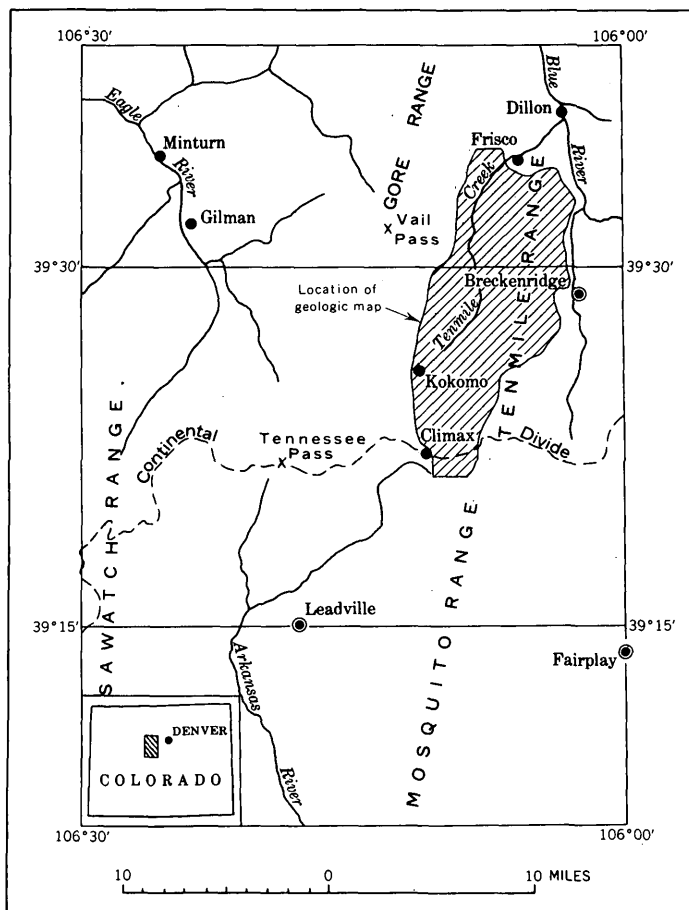 106°30'
106°00'
Blue
River
Dillon
Eagle
River
Minturn
GORE RANGE
Frisco
Creek
Gilman
Vail
Pass
39°30'
39°30'
Location of
geologic map
Breckenridge
Tenmile
TENMILE RANGE
Kokomo
Climax
Continental
Tennessee
Pass
Divide
SAWATCH RANGE
MOSQUITO RANGE
Leadville
39°15'
39°15'
Fairplay
Arkansas
River
DENVER
COLORADO
106°30'
106°00'
10 0 10 MILES